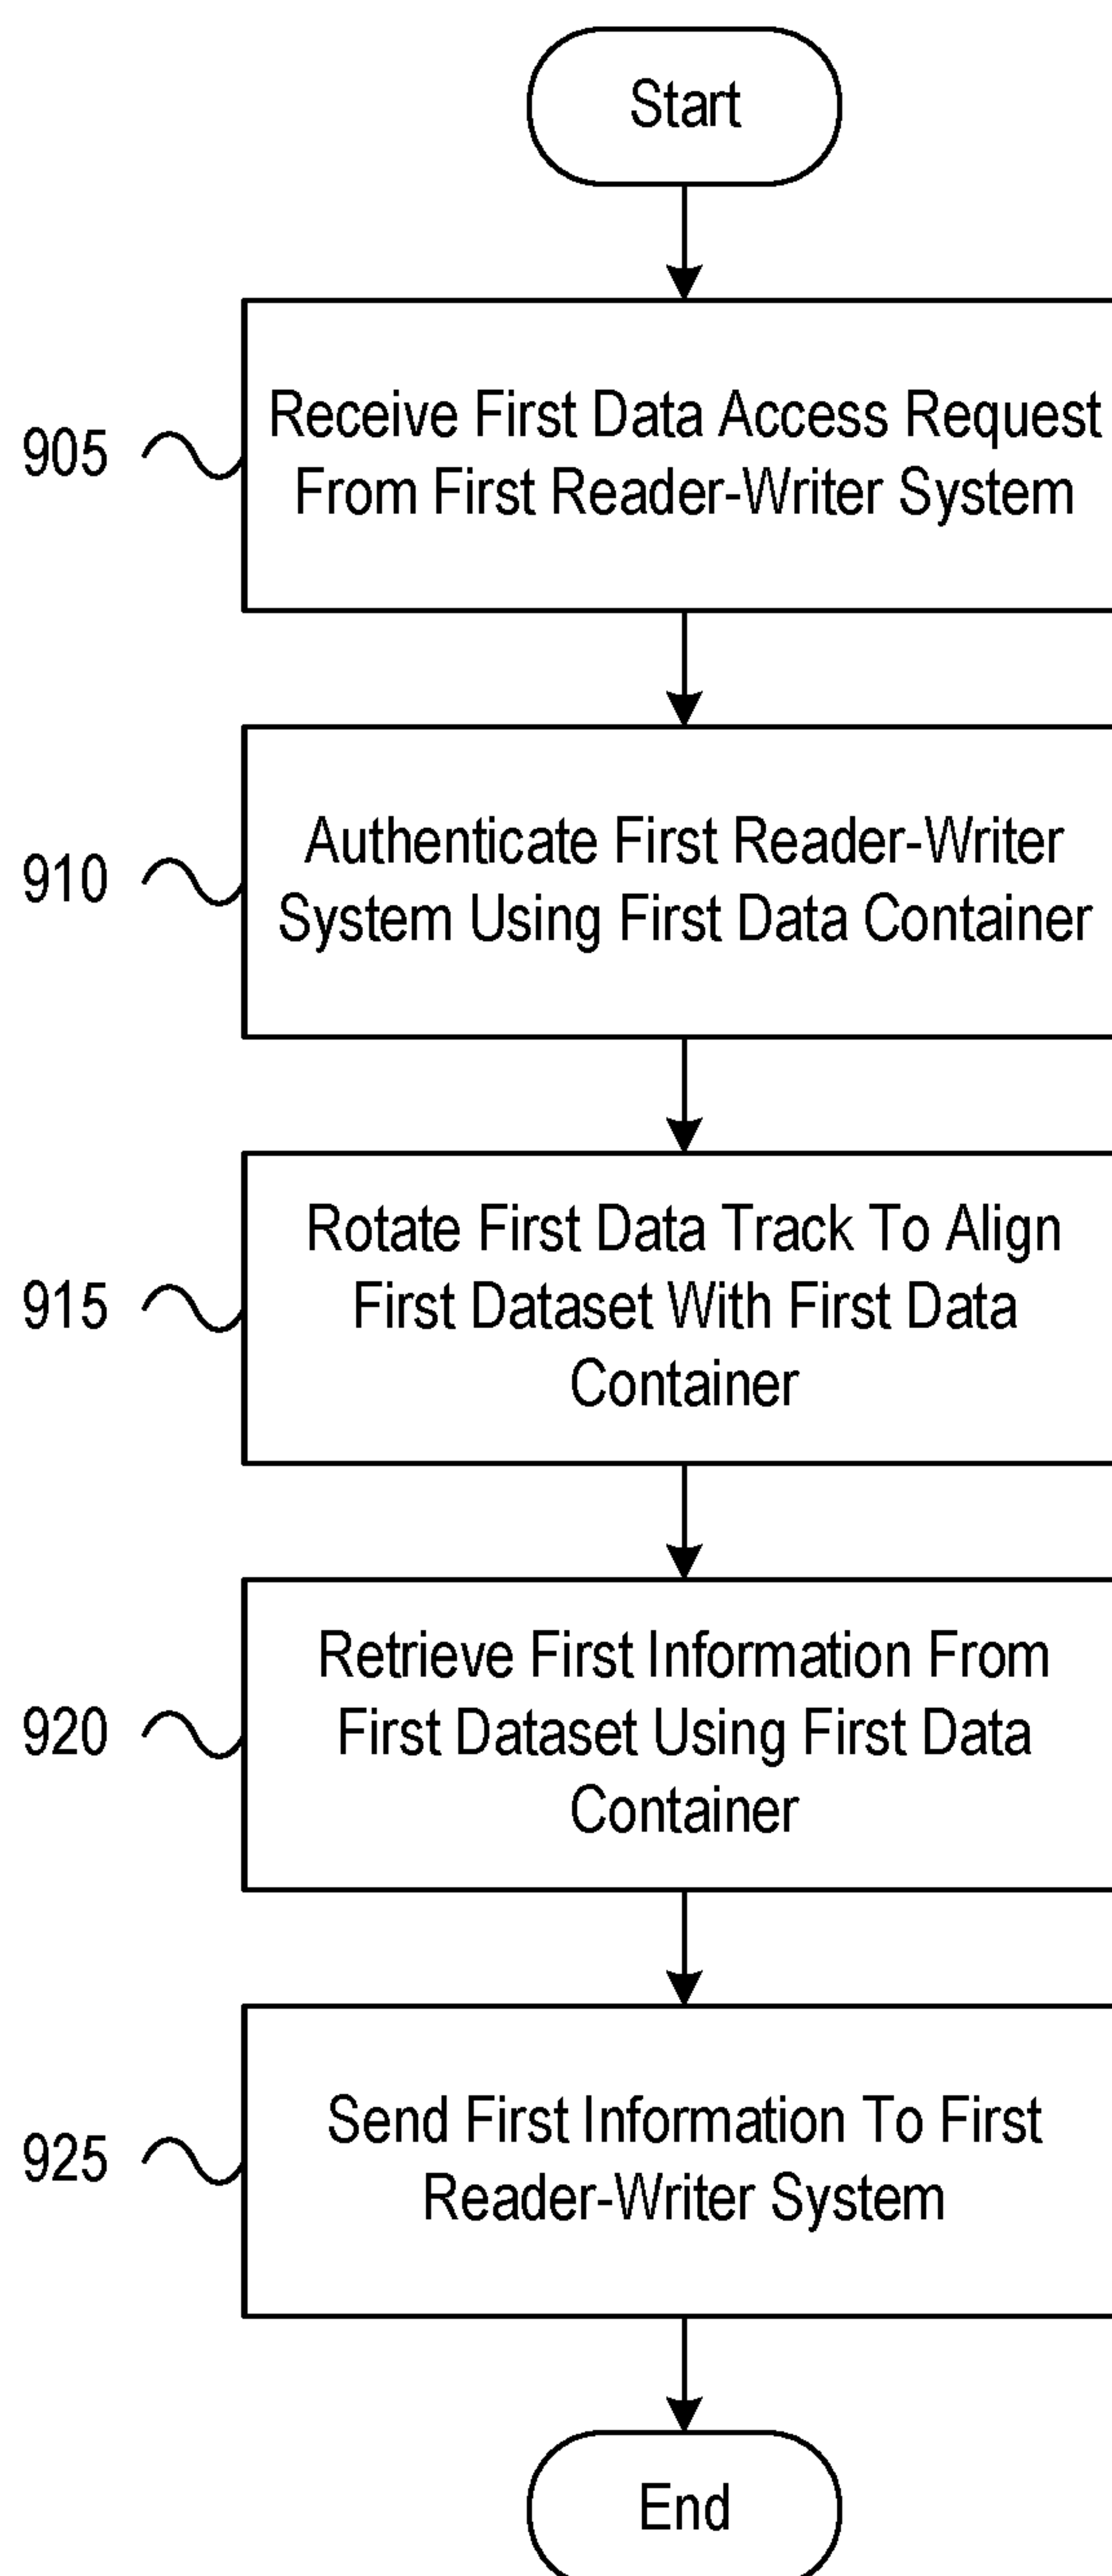 Start
Receive First Data Access Request
From First Reader-Writer System
905
Authenticate First Reader-Writer
System Using First Data Container
910
Rotate First Data Track To Align
First Dataset With First Data
Container
915
Retrieve First Information From
First Dataset Using First Data
Container
920
Send First Information To First
Reader-Writer System
925
End